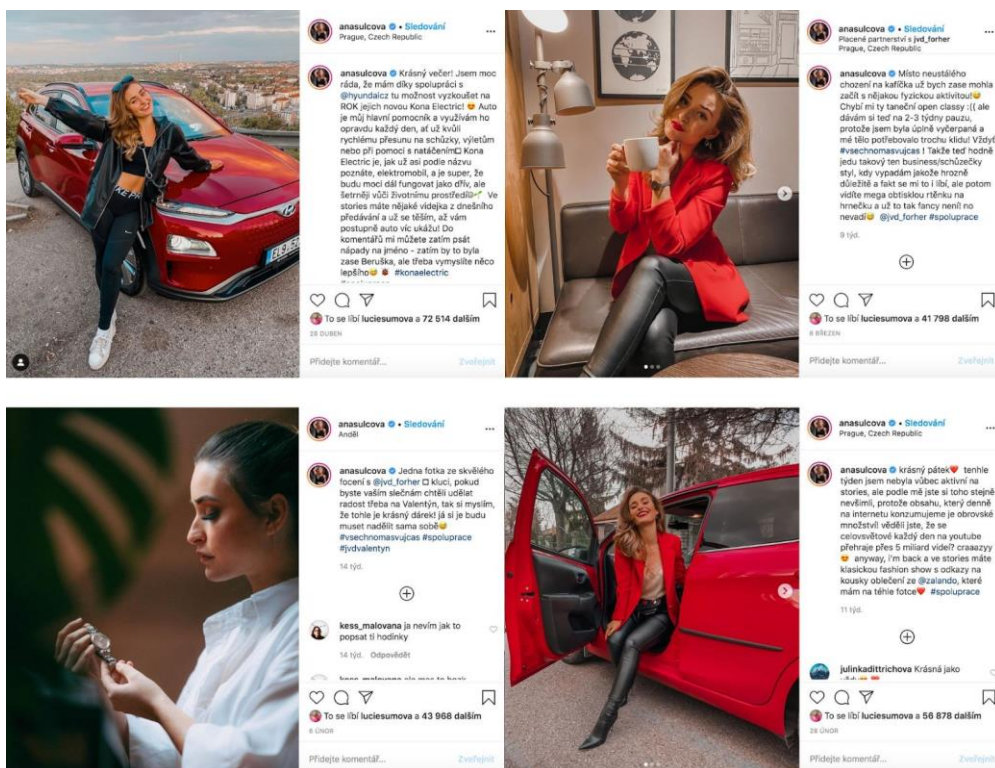 anasulcova • Sledování
Prague, Czech Republic
anasulcova Krásný večer! Jsem moc
ráda, že mám díky spolupráci s
@hyundaicz tu možnost vyzkoušet na
ROK jejich novou Kona Electric! Auto
je můj hlavní pomocník a využívám ho
opravdu každý den, ať už kvůli
rychlému přesunu na schůzky, výletům
nebo při pomoci s natáčením Kona
Electric je, jak už asi podle názvu
poznáte, elektromobil, a je super, že
budu moci dál fungovat jako dřív, ale
šetrněji vůči životnímu prostředí Ve
stories máte nějaké videjka z dnešního
předávání a už se těším, až vám
postupně auto víc ukážu! Do
komentářů mi můžete zatím psát
nápady na jméno - zatím by to byla
zase Beruška, ale třeba vymyslíte něco
lepšího #konaelectric
To se líbí luciesumova a 72 514 dalším
28 DUBEN
Přidejte komentář...
Zveřejnit
anasulcova • Sledování
Placené partnerství s jvd_forher
Prague, Czech Republic
anasulcova Místo neustálého
chození na kafíčka už bych zase mohla
začít s nějakou fyzickou aktivitou!
Chybí mi ty taneční open classy :(( ale
dávám si teď na 2-3 týdny pauzu,
protože jsem byla úplně vyčerpaná a
mé tělo potřebovalo trochu klidu! Vždyť
#vsechnomasvujcas ! Takže teď hodně
jedu takový ten business/schůzečky
styl, kdy vypadám jakože hrozně
důležitě a fakt se mi to i líbí, ale potom
vidíte mega obtisklou rtěnku na
hrnečku a už to tak fancy není! no
nevadí @jvd_forher #spoluprace
9 týd.
To se líbí luciesumova a 41 798 dalším
8 BŘEZEN
Přidejte komentář...
Zveřejnit
anasulcova • Sledování
Anděl
anasulcova Jedna fotka ze skvělého
focení s @jvd_forher kluci, pokud
byste vaším slečnám chtěli udělat
radost třeba na Valentýn, tak si myslím,
že tohle je krásný dárek! já si je budu
muset nadělit sama sobě
#vsechnomasvujcas #spoluprace
#jvdvalentyn
14 týd.
kess_malovana ja nevím jak to
popsat ti hodinky
14 týd. Odpovědět
To se líbí luciesumova a 43 968 dalším
6 ÚNOR
Přidejte komentář...
Zveřejnit
anasulcova • Sledování
Prague, Czech Republic
anasulcova krásný pátek tenhle
týden jsem nebyla vůbec aktivní na
stories, ale podle mě jste si toho stejně
nevšimli, protože obsahu, který denně
na internetu konzumujeme je obrovské
množství! věděli jste, že se
celosvětově každý den na youtube
přehraje přes 5 miliard videí? craaazyy
anyway, i'm back a ve stories máte
klasickou fashion show s odkazy na
kousky oblečení ze @zalando, které
mám na téhle fotce #spoluprace
11 týd.
julinkadittrichova Krásná jako
To se líbí luciesumova a 56 878 dalším
28 ÚNOR
Přidejte komentář...
Zveřejnit